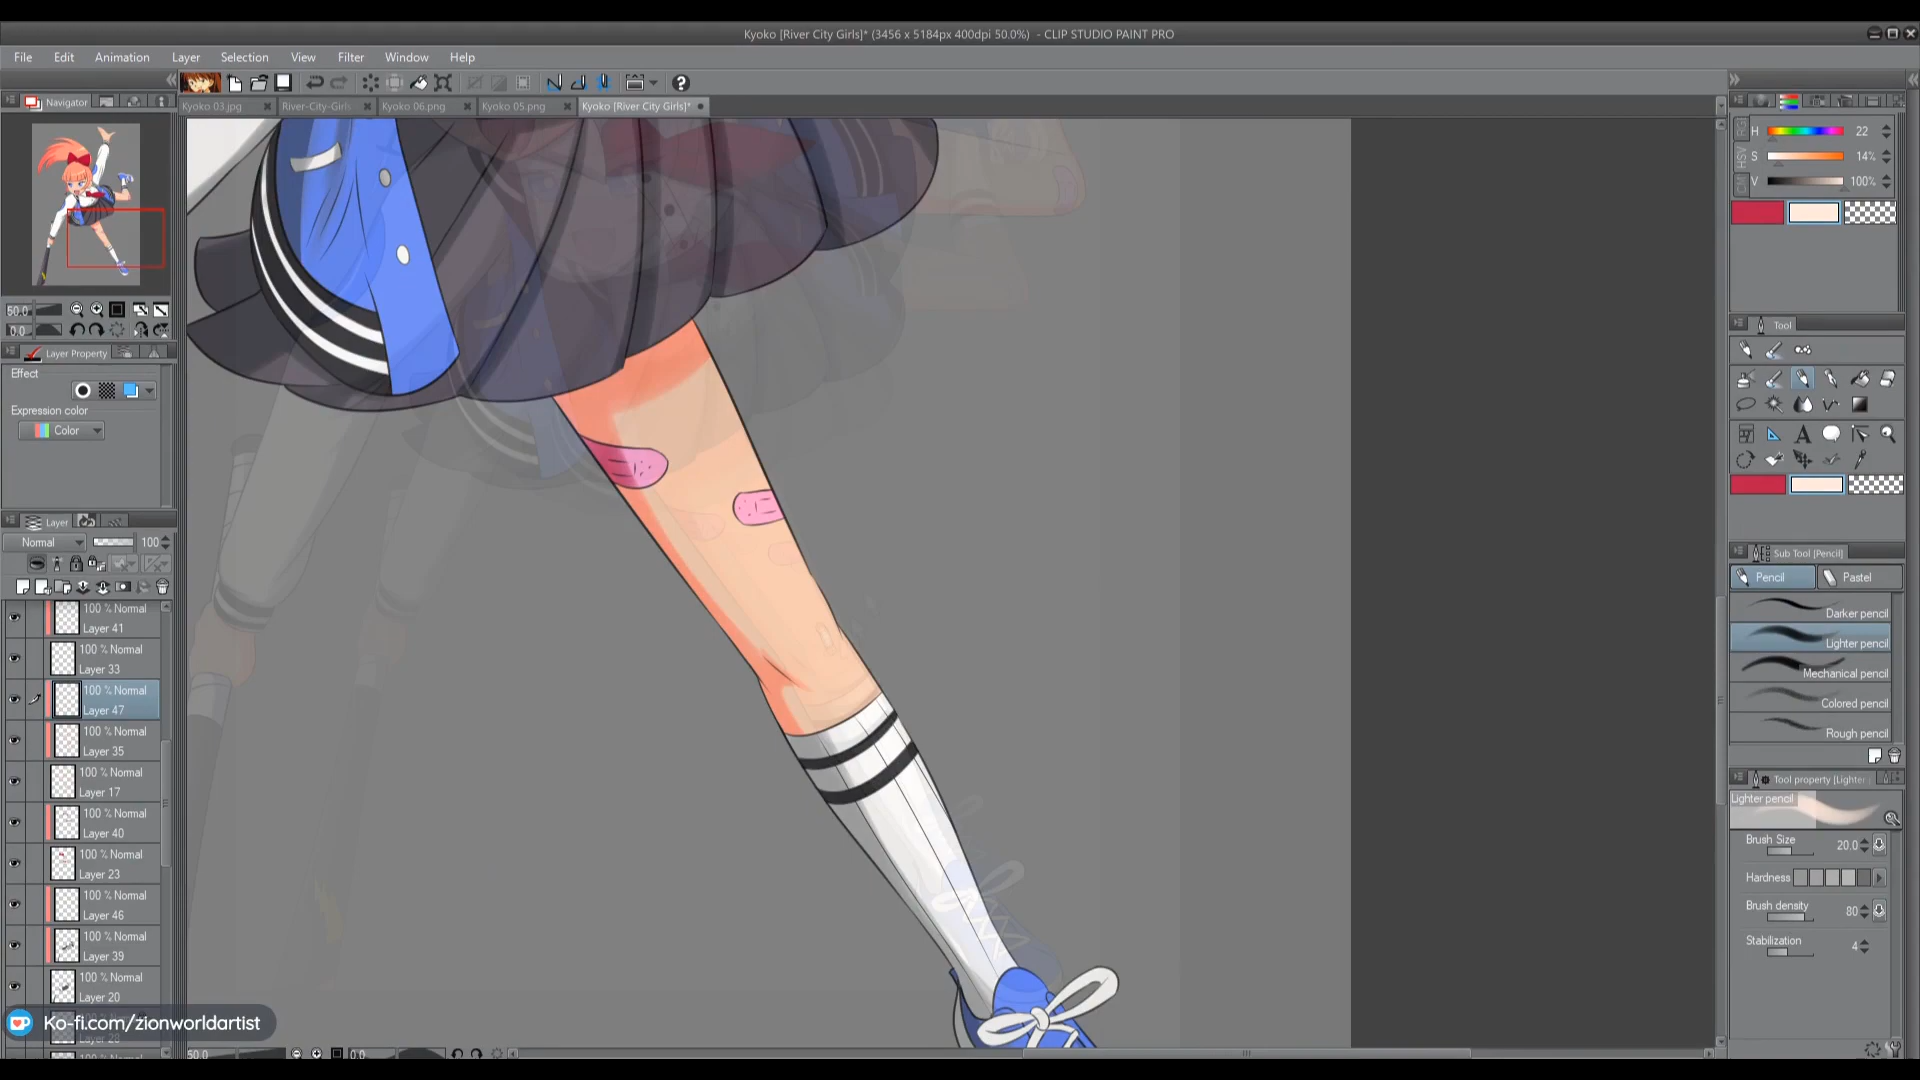 Kyoko [River City Girls]* (3456 x 5184px 400dpi 50.0%) - CLIP STUDIO PAINT PRO
File Edit Animation Layer Selection View Filter Window Help
Navigator
Kyoko 03.jpg River-City-Girls Kyoko 06.png Kyoko 05.png Kyoko [River City Girls]*
H 22
S 14%
V 100%
RGB
HSV
50.0
0.0
Layer Property
Effect
Expression color
Color
Layer
Normal 100
100 % Normal
Layer 41
100 % Normal
Layer 33
100 % Normal
Layer 47
100 % Normal
Layer 35
100 % Normal
Layer 17
100 % Normal
Layer 40
100 % Normal
Layer 23
100 % Normal
Layer 46
100 % Normal
Layer 39
100 % Normal
Layer 20
Layer 28
100 % Normal
Ko-fi.com/zionworldartist
50.0 0.0
Tool
Sub Tool [Pencil]
Pencil Pastel
Darker pencil
Lighter pencil
Mechanical pencil
Colored pencil
Rough pencil
Tool property [Lighter
Lighter pencil
Brush Size 20.0
Hardness
Brush density 80
Stabilization 4